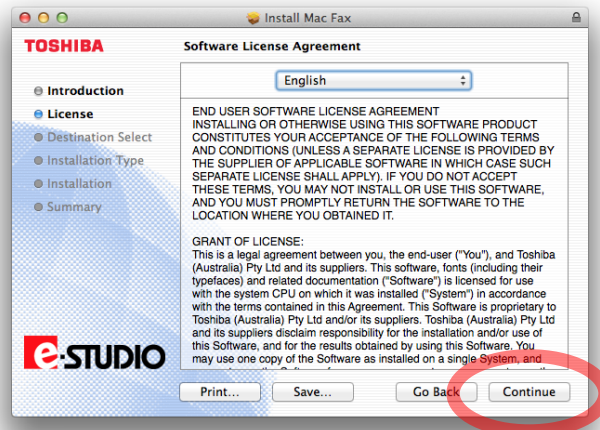 Install Mac Fax
TOSHIBA
Software License Agreement
English
Introduction
License
Destination Select
Installation Type
Installation
Summary
END USER SOFTWARE LICENSE AGREEMENT
INSTALLING OR OTHERWISE USING THIS SOFTWARE PRODUCT
CONSTITUTES YOUR ACCEPTANCE OF THE FOLLOWING TERMS
AND CONDITIONS (UNLESS A SEPARATE LICENSE IS PROVIDED BY
THE SUPPLIER OF APPLICABLE SOFTWARE IN WHICH CASE SUCH
SEPARATE LICENSE SHALL APPLY). IF YOU DO NOT ACCEPT
THESE TERMS, YOU MAY NOT INSTALL OR USE THIS SOFTWARE,
AND YOU MUST PROMPTLY RETURN THE SOFTWARE TO THE
LOCATION WHERE YOU OBTAINED IT.
GRANT OF LICENSE:
This is a legal agreement between you, the end-user ("You"), and Toshiba
(Australia) Pty Ltd and its suppliers. This software, fonts (including their
typefaces) and related documentation ("Software") is licensed for use
with the system CPU on which it was installed ("System") in accordance
with the terms contained in this Agreement. This Software is proprietary to
Toshiba (Australia) Pty Ltd and/or its suppliers. Toshiba (Australia) Pty Ltd
and its suppliers disclaim responsibility for the installation and/or use of
this Software, and for the results obtained by using this Software. You
may use one copy of the Software as installed on a single System, and
e-STUDIO
Print...
Save...
Go Back
Continue